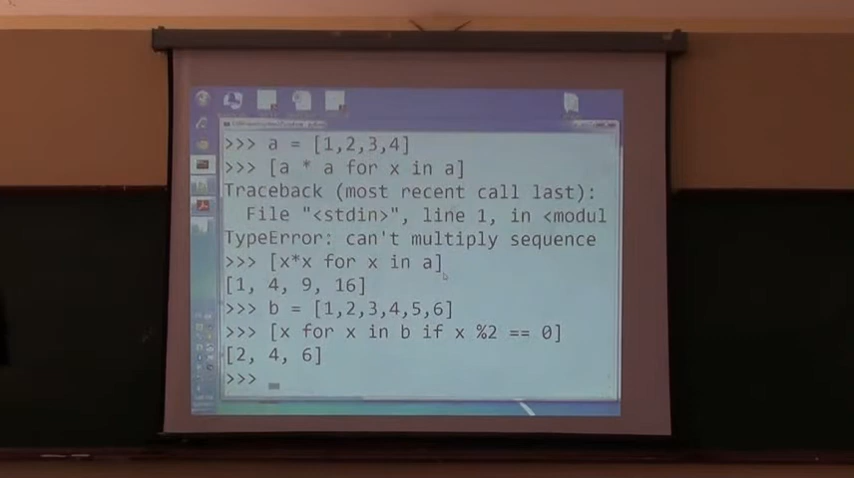 >>> a = [1,2,3,4]
>>> [a * a for x in a]
Traceback (most recent call last):
File "<stdin>", line 1, in <modul
TypeError: can't multiply sequence
>>> [x*x for x in a]
[1, 4, 9, 16]
>>> b = [1,2,3,4,5,6]
>>> [x for x in b if x %2 == 0]
[2, 4, 6]
>>>